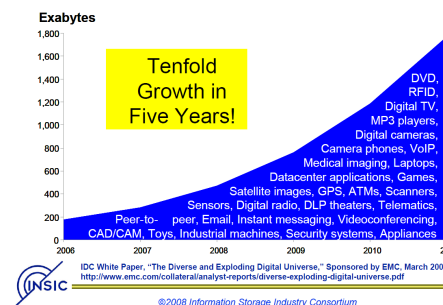 Exabytes
1,800
1,600
1,400
1,200
1,000
800
600
400
200
0
Tenfold
Growth in
Five Years!
DVD,
RFID,
Digital TV,
MP3 players,
Digital cameras,
Camera phones, VoIP,
Medical imaging, Laptops,
Datacenter applications, Games,
Satellite images, GPS, ATMs, Scanners,
Sensors, Digital radio, DLP theaters, Telematics,
Peer-to- peer, Email, Instant messaging, Videoconferencing,
CAD/CAM, Toys, Industrial machines, Security systems, Appliances
2006 2007 2008 2009 2010 2
IDC White Paper, "The Diverse and Exploding Digital Universe," Sponsored by EMC, March 200
http://www.emc.com/collateral/analyst-reports/diverse-exploding-digital-universe.pdf
INSIC
©2008 Information Storage Industry Consortium